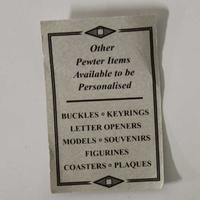 Other
Pewter Items
Available to be
Personalised
BUCKLES • KEYRINGS
LETTER OPENERS
MODELS • SOUVENIRS
FIGURINES
COASTERS • PLAQUES